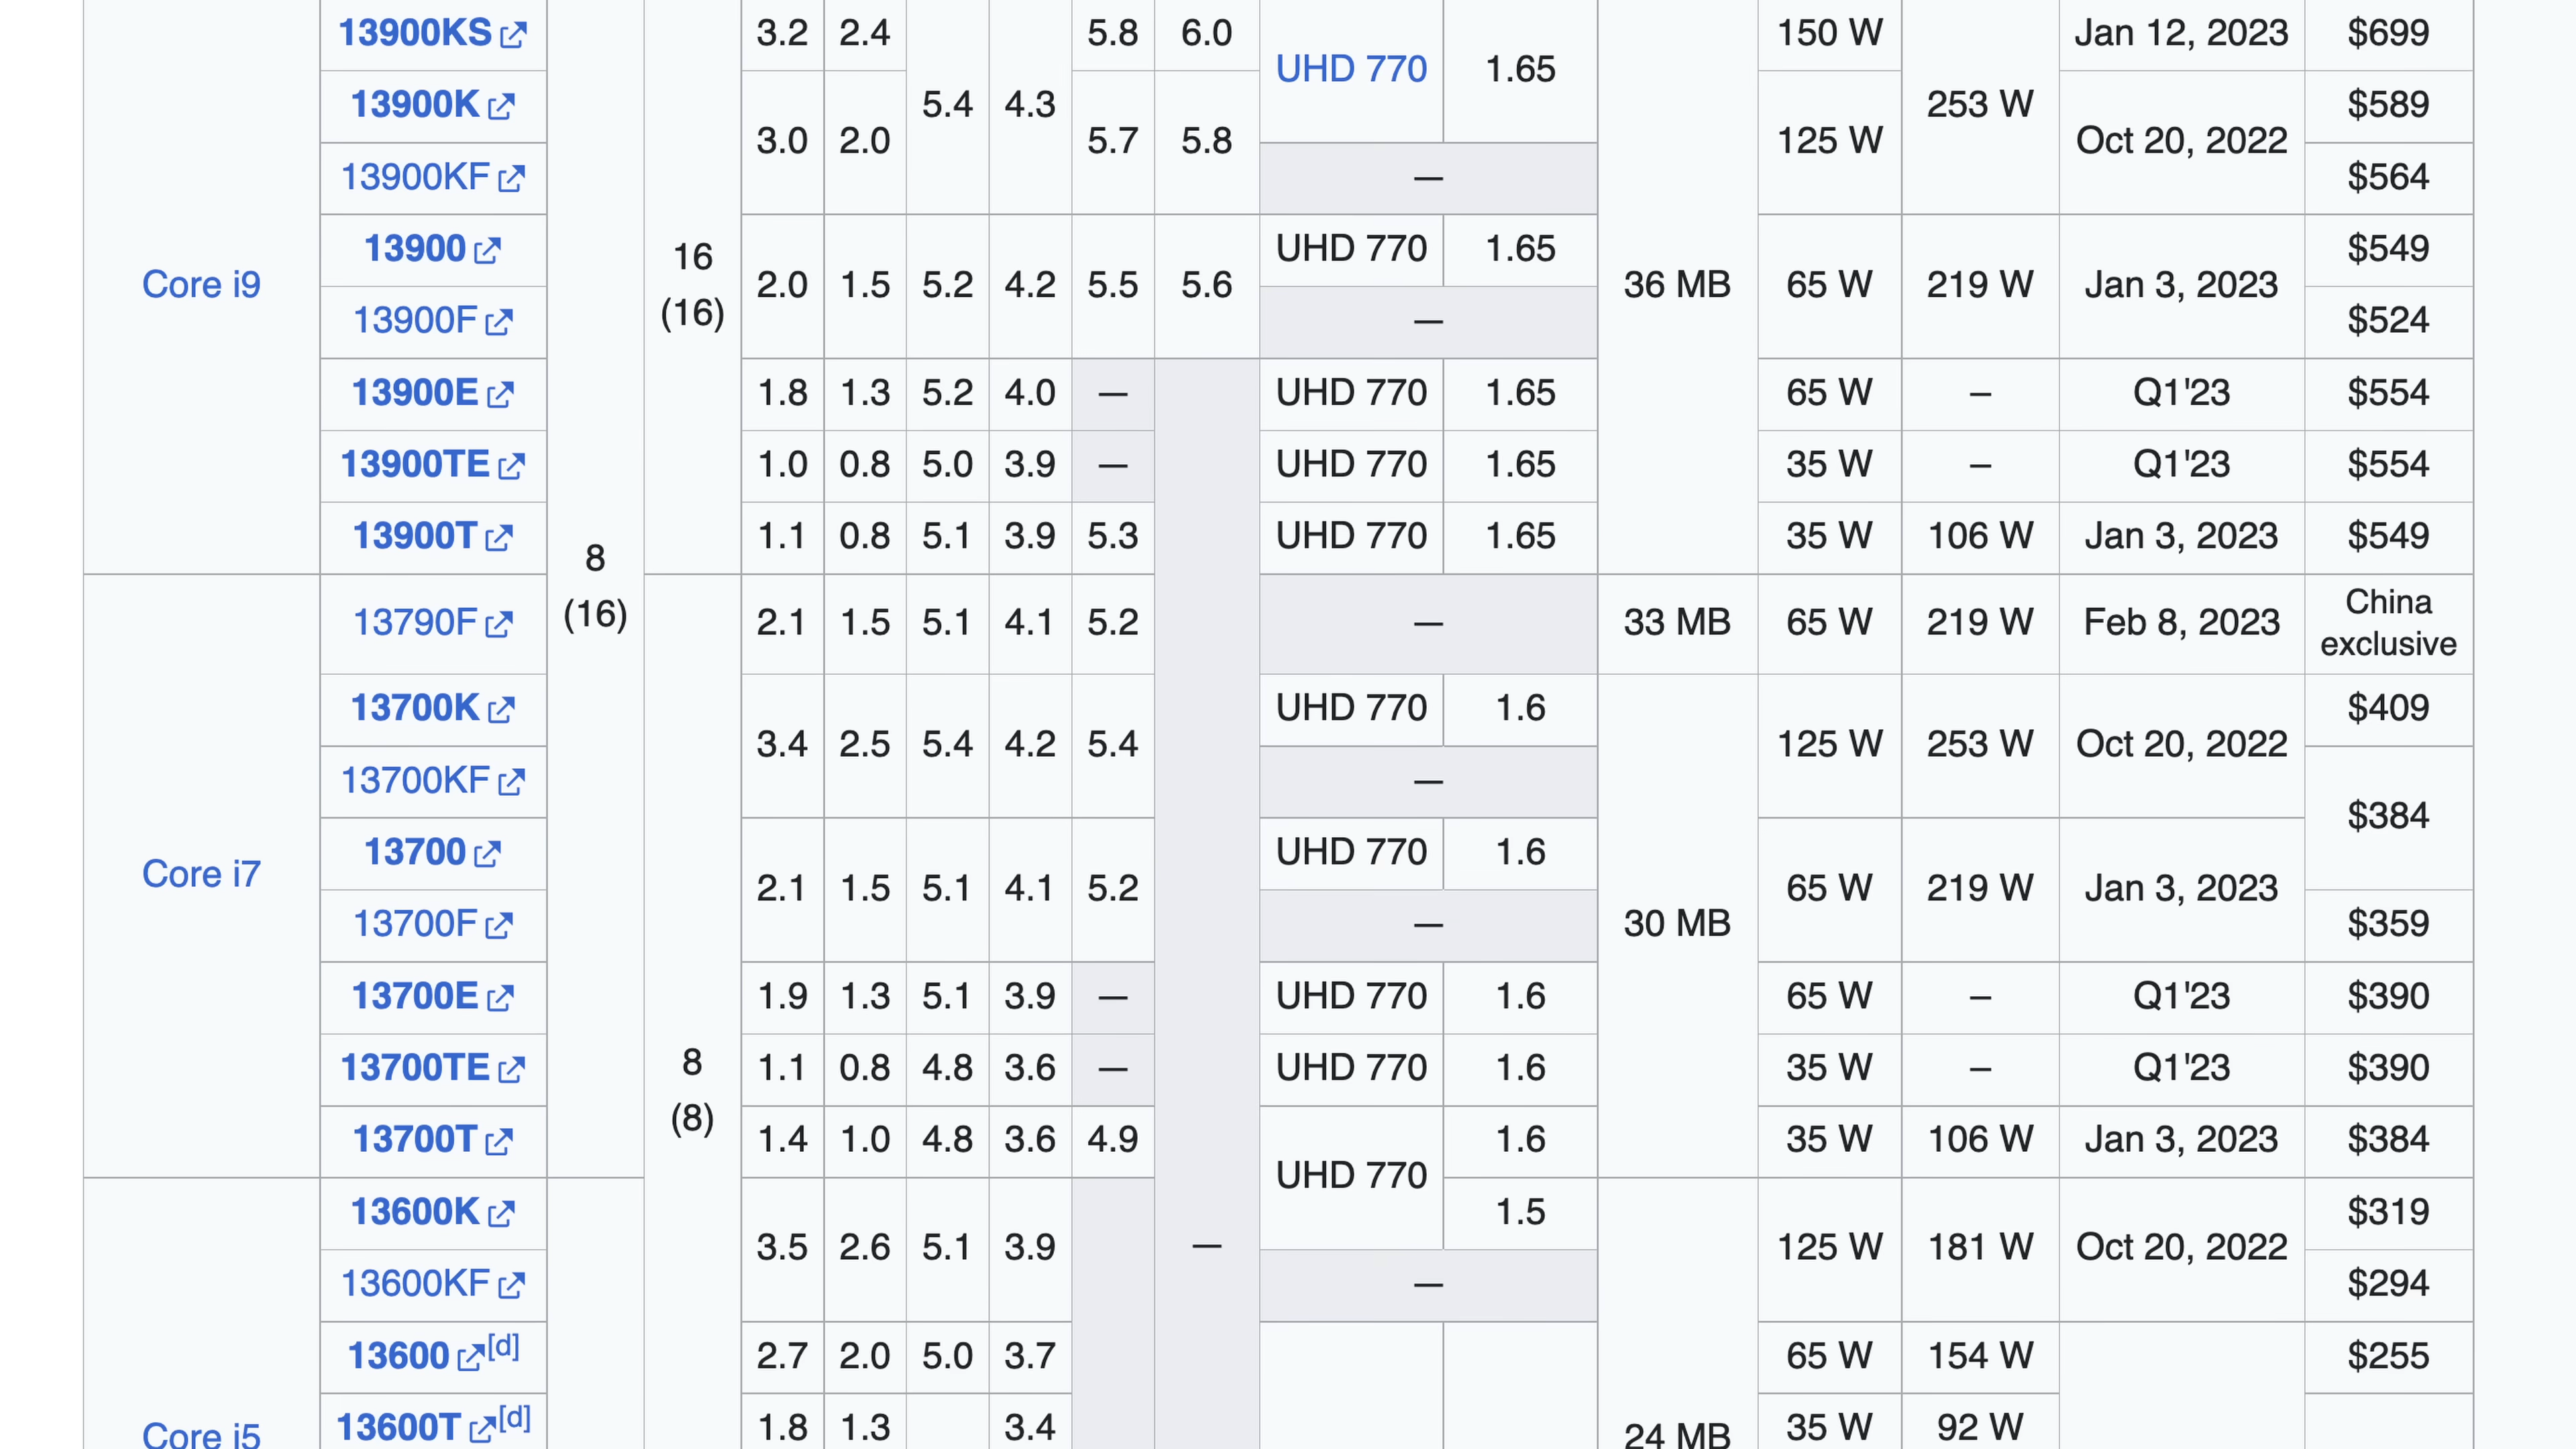 13900KS 3.2 2.4 5.8 6.0 150 W Jan 12, 2023 $699
UHD 770 1.65
13900K 5.4 4.3 253 W $589
3.0 2.0 5.7 5.8 125 W Oct 20, 2022
13900KF — $564
13900 UHD 770 1.65 $549
16
(16)
Core i9 2.0 1.5 5.2 4.2 5.5 5.6 36 MB 65 W 219 W Jan 3, 2023
13900F — $524
13900E 1.8 1.3 5.2 4.0 — UHD 770 1.65 65 W – Q1'23 $554
13900TE 1.0 0.8 5.0 3.9 — UHD 770 1.65 35 W – Q1'23 $554
13900T 1.1 0.8 5.1 3.9 5.3 UHD 770 1.65 35 W 106 W Jan 3, 2023 $549
8
(16)
13790F 2.1 1.5 5.1 4.1 5.2 — 33 MB 65 W 219 W Feb 8, 2023 China
exclusive
13700K UHD 770 1.6 $409
3.4 2.5 5.4 4.2 5.4 125 W 253 W Oct 20, 2022
13700KF —
$384
13700 UHD 770 1.6
Core i7 2.1 1.5 5.1 4.1 5.2 65 W 219 W Jan 3, 2023
13700F — 30 MB $359
13700E 1.9 1.3 5.1 3.9 — UHD 770 1.6 65 W – Q1'23 $390
13700TE 1.1 0.8 4.8 3.6 — UHD 770 1.6 35 W – Q1'23 $390
8
(8)
13700T 1.4 1.0 4.8 3.6 4.9 1.6 35 W 106 W Jan 3, 2023 $384
UHD 770
13600K 1.5 $319
3.5 2.6 5.1 3.9 — 125 W 181 W Oct 20, 2022
13600KF — $294
13600 [d] 2.7 2.0 5.0 3.7 65 W 154 W $255
13600T [d] 1.8 1.3 3.4 35 W 92 W
Core i5 24 MB